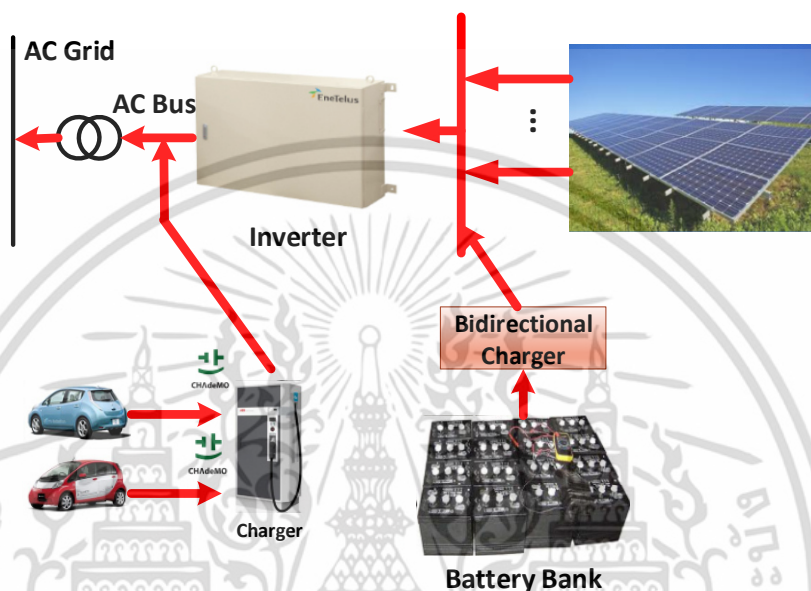 AC Grid
AC Bus
EneTelus
Inverter
Bidirectional
Charger
CHAdeMO
CHAdeMO
Charger
Battery Bank